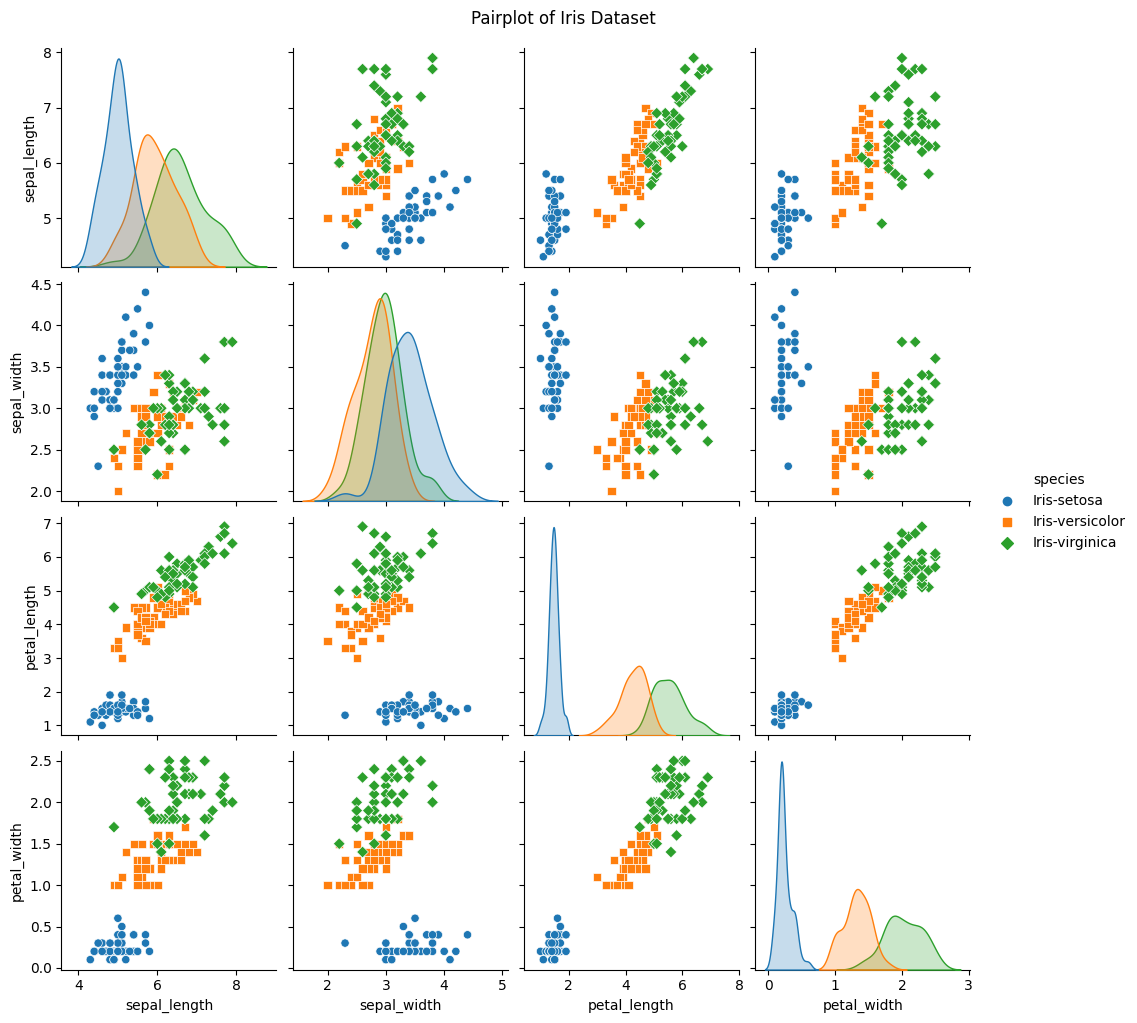 Pairplot of Iris Dataset
8
7
6
5
sepal_length
4.5
4.0
3.5
3.0
2.5
2.0
sepal_width
species
Iris-setosa
Iris-versicolor
Iris-virginica
7
6
5
4
3
2
1
petal_length
2.5
2.0
1.5
1.0
0.5
0.0
petal_width
4 6 8 2 3 4 5 2 4 6 8 0 1 2 3
sepal_length sepal_width petal_length petal_width